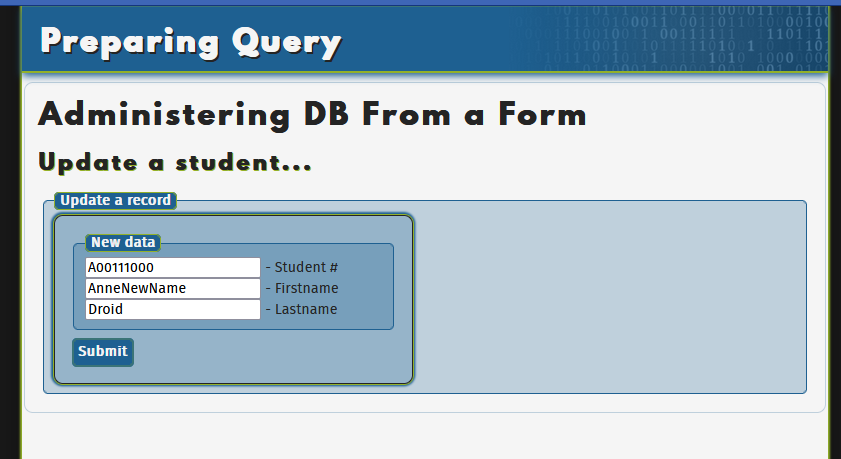 Preparing Query
Administering DB From a Form
Update a student...
Update a record
New data
A00111000 - Student #
AnneNewName - Firstname
Droid - Lastname
Submit